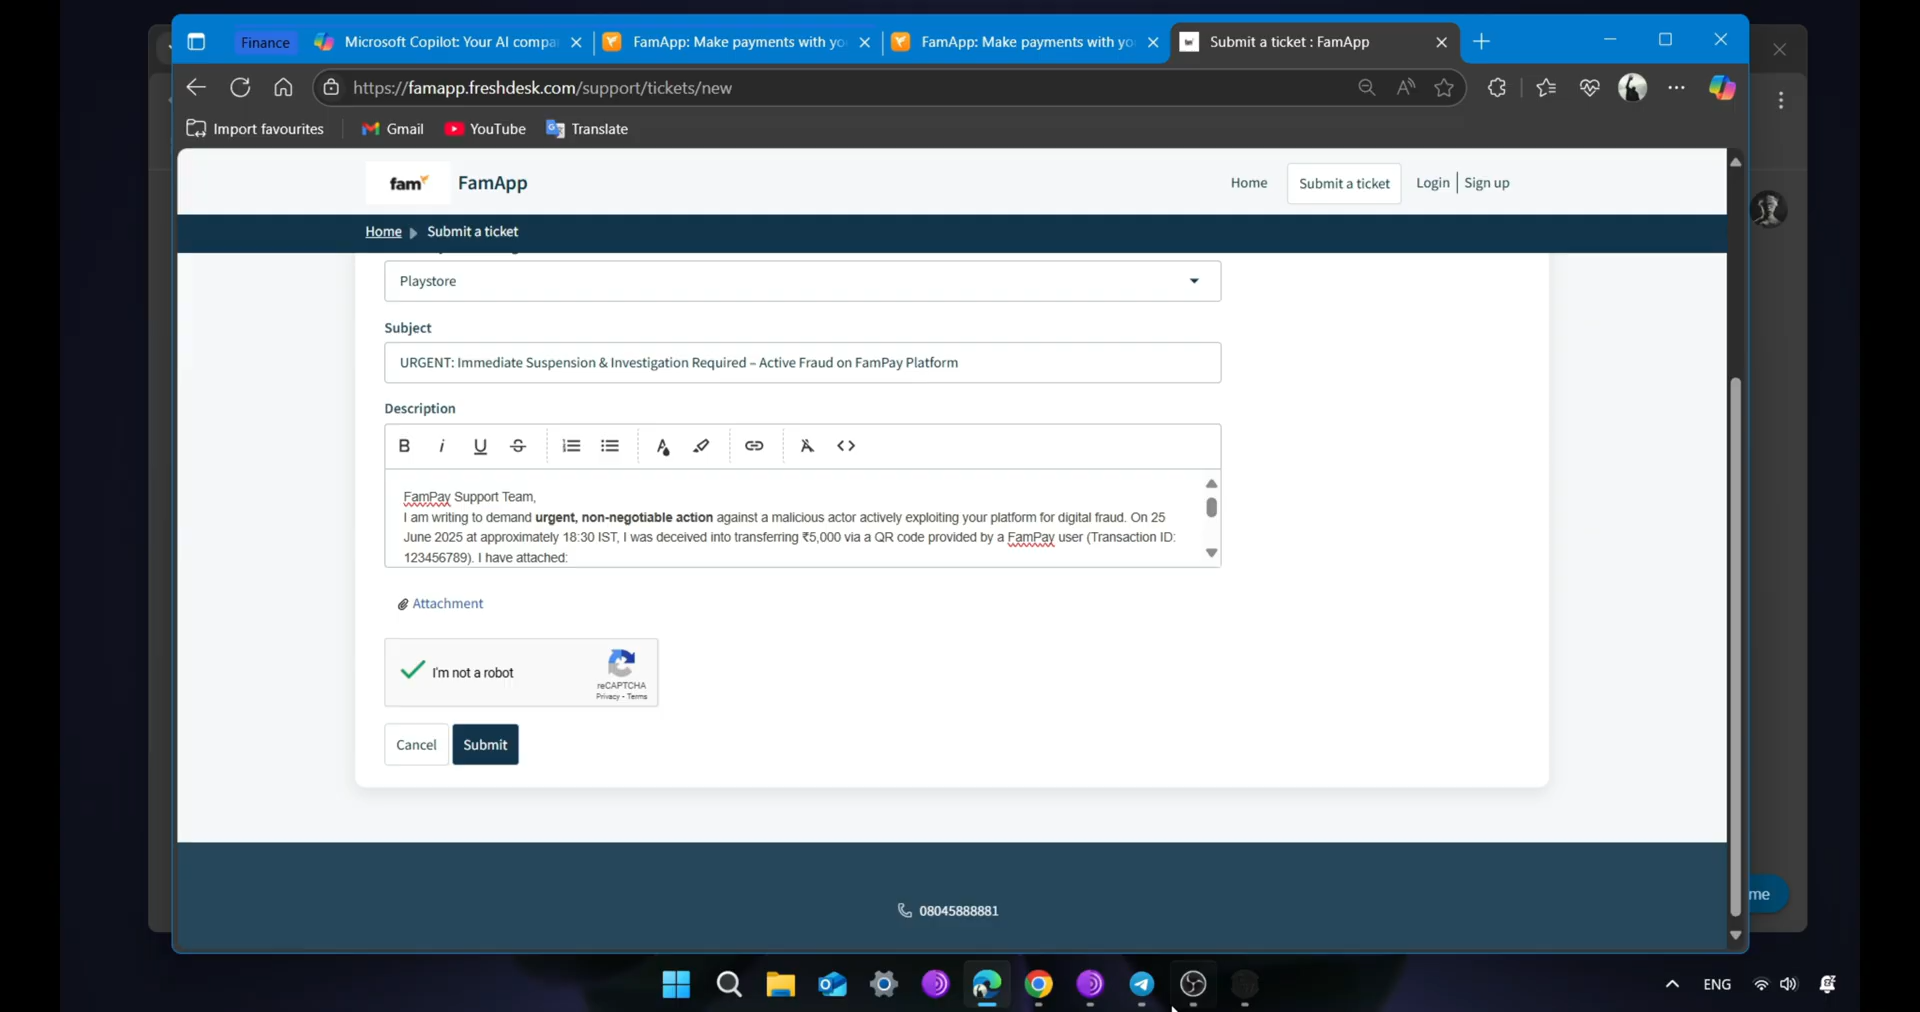 Finance
Microsoft Copilot: Your AI compa
FamApp: Make payments with yo
FamApp: Make payments with yo
Submit a ticket : FamApp
https://famapp.freshdesk.com/support/tickets/new
Import favourites
Gmail
YouTube
Translate
fam
FamApp
Home
Submit a ticket
Login
Sign up
Home
Submit a ticket
Playstore
Subject
URGENT: Immediate Suspension & Investigation Required – Active Fraud on FamPay Platform
Description
FamPay Support Team,
I am writing to demand urgent, non-negotiable action against a malicious actor actively exploiting your platform for digital fraud. On 25
June 2025 at approximately 18:30 IST, I was deceived into transferring ₹5,000 via a QR code provided by a FamPay user (Transaction ID:
123456789). I have attached:
Attachment
I'm not a robot
reCAPTCHA
Privacy - Terms
Cancel
Submit
me
08045888881
ENG